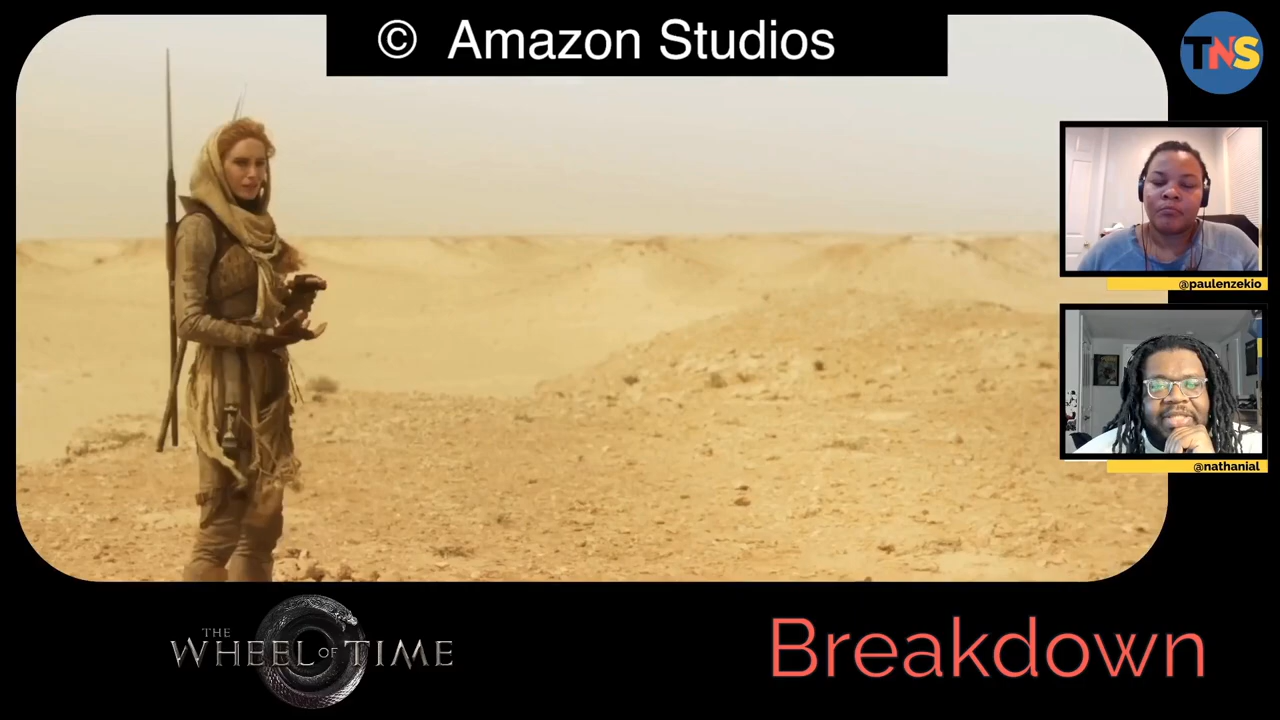 © Amazon Studios
TNS
@paulenzekio
@nathanial
THE
WHEEL OF TIME
Breakdown